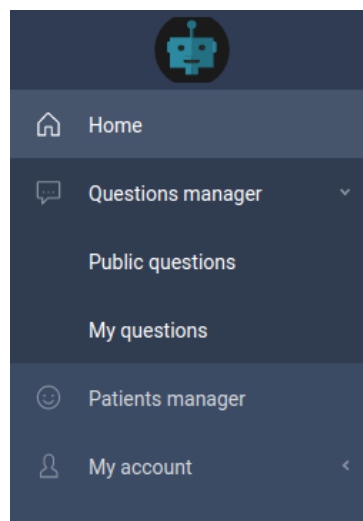 Home
Questions manager
Public questions
My questions
Patients manager
My account